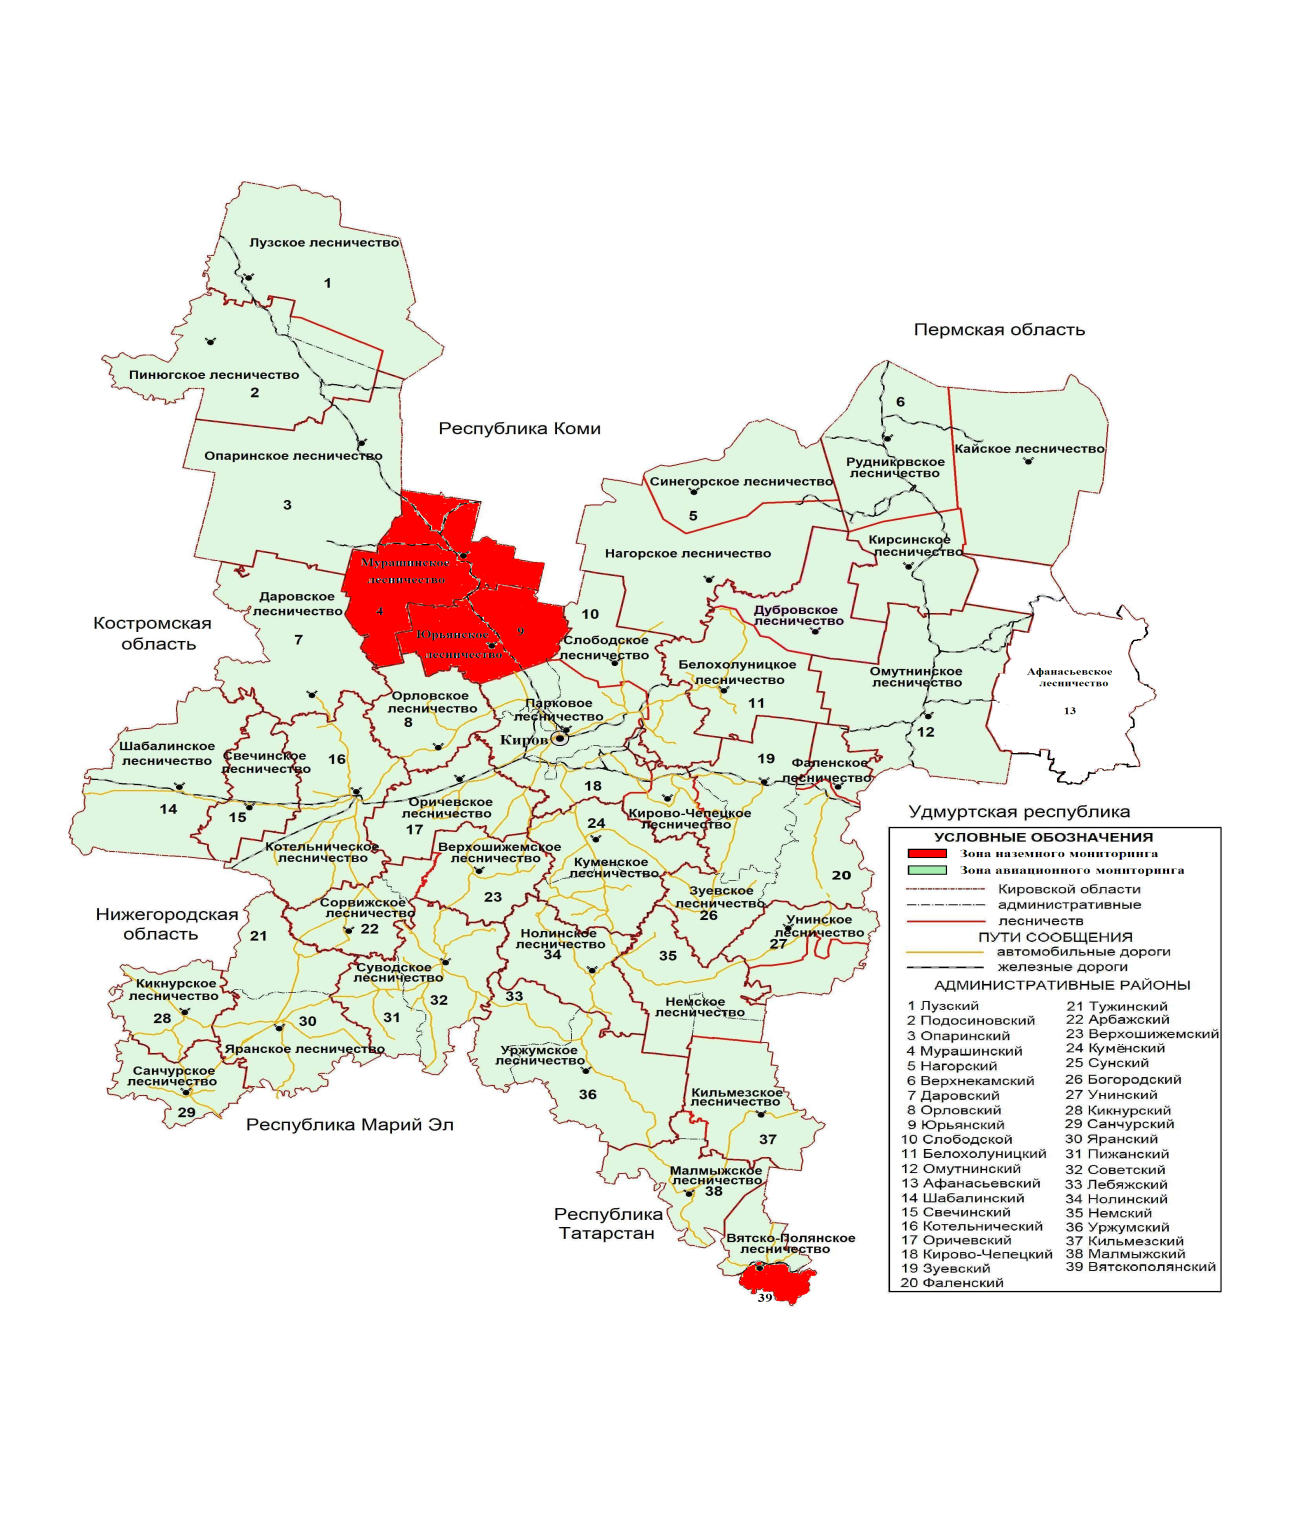 Лузское лесничество
1
Пермская область
Пинюгское лесничество
2
6
Республика Коми
Опаринское лесничество
Кайское лесничество
Рудниковское
лесничество
Синегорское лесничество
3
5
Кирсинское
лесничество
Нагорское лесничество
Мурашинское
лесничество
4
Даровское
лесничество
7
Дубровское
лесничество
10
Костромская
область
Юрьянское
лесничество
9
Слободское
лесничество
Белохолуницкое
лесничество
11
Омутнинское
лесничество
12
Афанасьевское
лесничество
13
Орловское
лесничество
8
Парковое
лесничество
Киров
Шабалинское
лесничество
14
Свечинское
лесничество
15
16
19
Фаленское
лесничество
18
Оричевское
лесничество
17
Кирово-Чепецкое
лесничество
24
Котельническое
лесничество
Верхошижемское
лесничество
23
Куменское
лесничество
20
Зуевское
лесничество
26
Сорвижское
лесничество
22
Нижегородская
область
21
Унинское
лесничество
27
Нолинское
лесничество
34
35
Суводское
лесничество
32
Кикнурское
лесничество
28
33
Немское
лесничество
30
31
Яранское лесничество
Уржумское
лесничество
36
Санчурское
лесничество
29
Кильмезское
лесничество
37
Республика Марий Эл
Малмыжское
лесничество
38
Республика
Татарстан
Вятско-Полянское
лесничество
39
Удмуртская республика
УСЛОВНЫЕ ОБОЗНАЧЕНИЯ
Зона наземного мониторинга
Зона авиационного мониторинга
Кировской области
административные
лесничеств
ПУТИ СООБЩЕНИЯ
автомобильные дороги
железные дороги
АДМИНИСТРАТИВНЫЕ РАЙОНЫ
1 Лузский
2 Подосиновский
3 Опаринский
4 Мурашинский
5 Нагорский
6 Верхнекамский
7 Даровский
8 Орловский
9 Юрьянский
10 Слободской
11 Белохолуницкий
12 Омутнинский
13 Афанасьевский
14 Шабалинский
15 Свечинский
16 Котельнический
17 Оричевский
18 Кирово-Чепецкий
19 Зуевский
20 Фаленский
21 Тужинский
22 Арбажский
23 Верхошижемский
24 Кумёнский
25 Сунский
26 Богородский
27 Унинский
28 Кикнурский
29 Санчурский
30 Яранский
31 Пижанский
32 Советский
33 Лебяжский
34 Нолинский
35 Немский
36 Уржумский
37 Кильмезский
38 Малмыжский
39 Вятскополянский